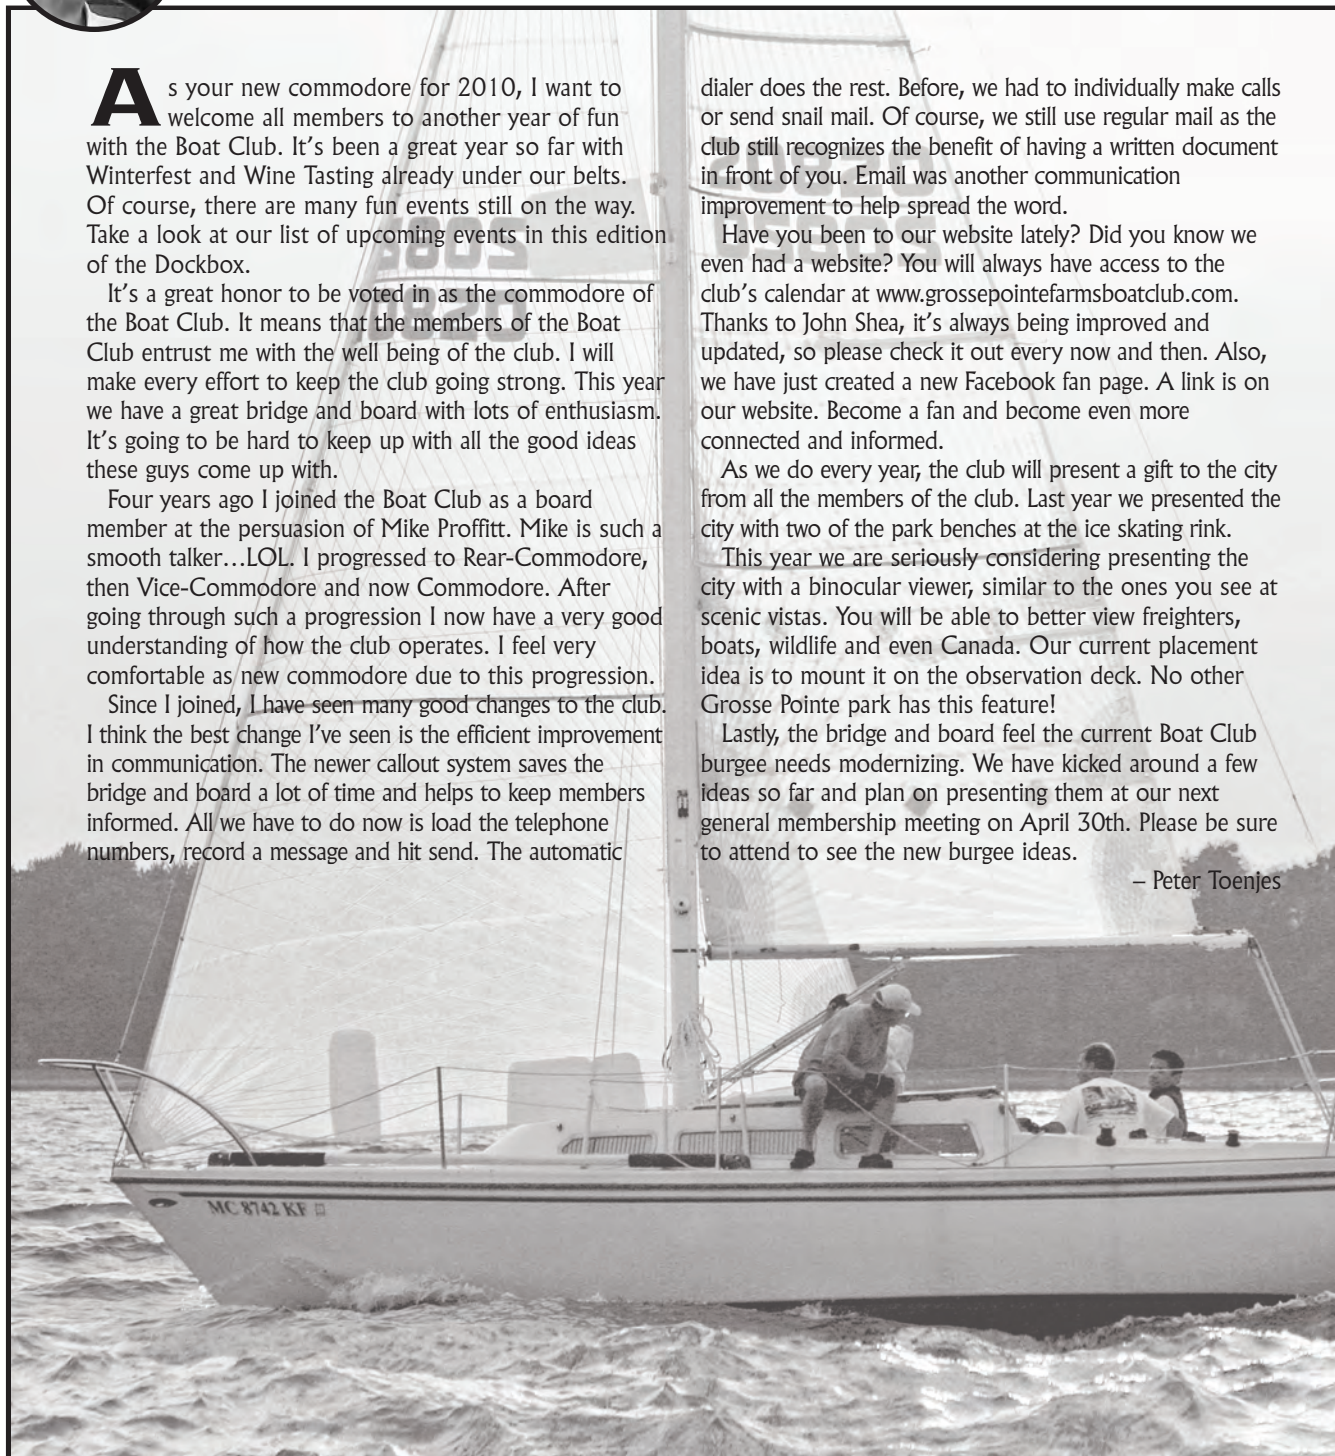 As your new commodore for 2010, I want to
welcome all members to another year of fun
with the Boat Club. It's been a great year so far with
Winterfest and Wine Tasting already under our belts.
Of course, there are many fun events still on the way.
Take a look at our list of upcoming events in this edition
of the Dockbox.
It's a great honor to be voted in as the commodore of
the Boat Club. It means that the members of the Boat
Club entrust me with the well being of the club. I will
make every effort to keep the club going strong. This year
we have a great bridge and board with lots of enthusiasm.
It's going to be hard to keep up with all the good ideas
these guys come up with.
Four years ago I joined the Boat Club as a board
member at the persuasion of Mike Proffitt. Mike is such a
smooth talker…LOL. I progressed to Rear-Commodore,
then Vice-Commodore and now Commodore. After
going through such a progression I now have a very good
understanding of how the club operates. I feel very
comfortable as new commodore due to this progression.
Since I joined, I have seen many good changes to the club.
I think the best change I've seen is the efficient improvement
in communication. The newer callout system saves the
bridge and board a lot of time and helps to keep members
informed. All we have to do now is load the telephone
numbers, record a message and hit send. The automatic
dialer does the rest. Before, we had to individually make calls
or send snail mail. Of course, we still use regular mail as the
club still recognizes the benefit of having a written document
in front of you. Email was another communication
improvement to help spread the word.
Have you been to our website lately? Did you know we
even had a website? You will always have access to the
club's calendar at www.grossepointefarmsboatclub.com.
Thanks to John Shea, it's always being improved and
updated, so please check it out every now and then. Also,
we have just created a new Facebook fan page. A link is on
our website. Become a fan and become even more
connected and informed.
As we do every year, the club will present a gift to the city
from all the members of the club. Last year we presented the
city with two of the park benches at the ice skating rink.
This year we are seriously considering presenting the
city with a binocular viewer, similar to the ones you see at
scenic vistas. You will be able to better view freighters,
boats, wildlife and even Canada. Our current placement
idea is to mount it on the observation deck. No other
Grosse Pointe park has this feature!
Lastly, the bridge and board feel the current Boat Club
burgee needs modernizing. We have kicked around a few
ideas so far and plan on presenting them at our next
general membership meeting on April 30th. Please be sure
to attend to see the new burgee ideas.
– Peter Toenjes
MC 8742 KF